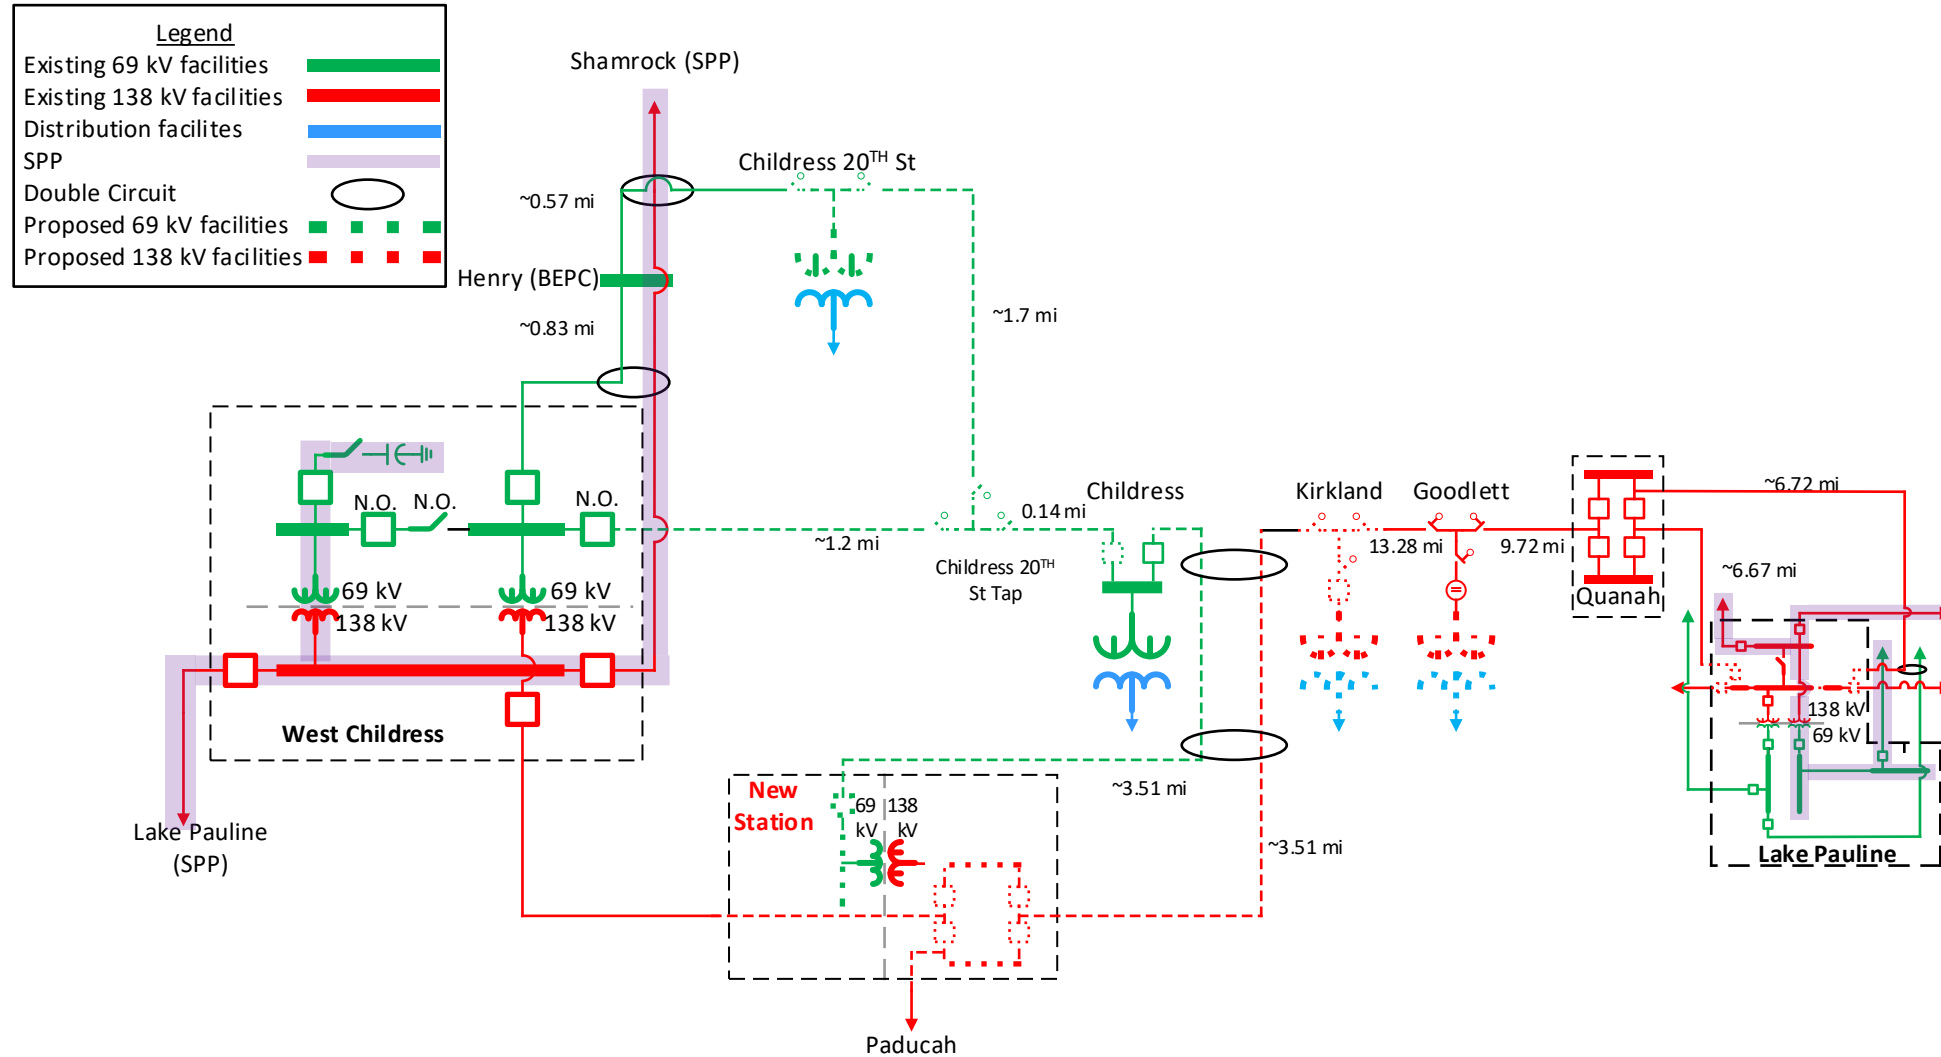 Legend
Existing 69 kV facilities
Existing 138 kV facilities
Distribution facilites
SPP
Double Circuit
Proposed 69 kV facilities
Proposed 138 kV facilities
Shamrock (SPP)
Childress 20TH St
~0.57 mi
Henry (BEPC)
~0.83 mi
~1.7 mi
N.O.
N.O.
N.O.
69 kV
138 kV
69 kV
138 kV
West Childress
Lake Pauline
(SPP)
~1.2 mi
0.14 mi
Childress 20TH
St Tap
Childress
Kirkland
Goodlett
13.28 mi
9.72 mi
Quanah
~6.72 mi
~6.67 mi
138 kV
69 kV
Lake Pauline
~3.51 mi
~3.51 mi
New
Station
69
kV
138
kV
Paducah